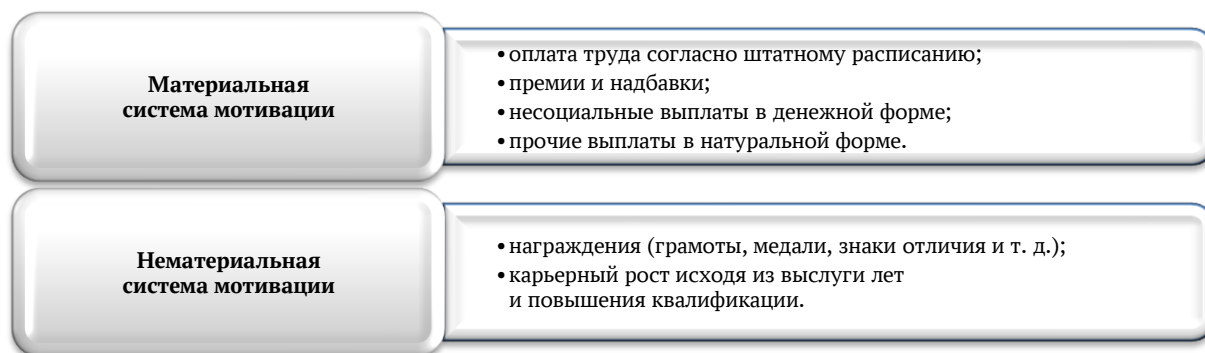 Материальная
система мотивации
• оплата труда согласно штатному расписанию;
• премии и надбавки;
• несоциальные выплаты в денежной форме;
• прочие выплаты в натуральной форме.
Нематериальная
система мотивации
• награждения (грамоты, медали, знаки отличия и т. д.);
• карьерный рост исходя из выслуги лет
и повышения квалификации.